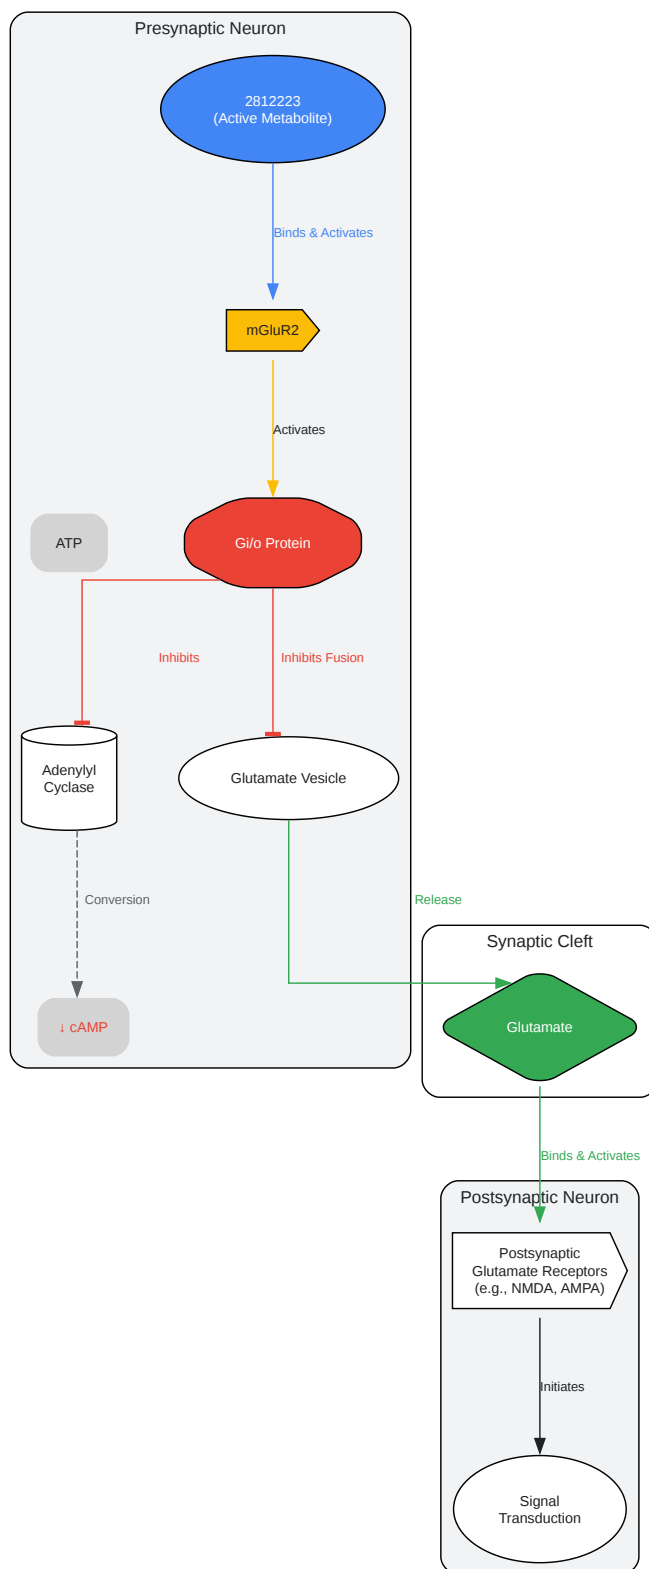 Presynaptic Neuron
2812223
(Active Metabolite)
Binds & Activates
mGluR2
Activates
ATP
Gi/o Protein
Inhibits
Inhibits Fusion
Adenylyl
Cyclase
Glutamate Vesicle
Conversion
Release
Synaptic Cleft
↓ cAMP
Glutamate
Binds & Activates
Postsynaptic Neuron
Postsynaptic
Glutamate Receptors
(e.g., NMDA, AMPA)
Initiates
Signal
Transduction